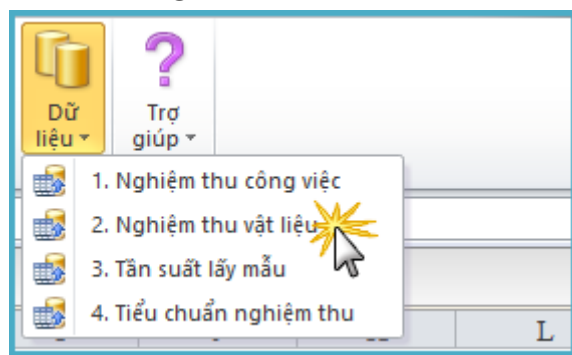 Dữ
liệu
Trợ
giúp
1. Nghiệm thu công việc
2. Nghiệm thu vật liệu
3. Tần suất lấy mẫu
4. Tiểu chuẩn nghiệm thu
L